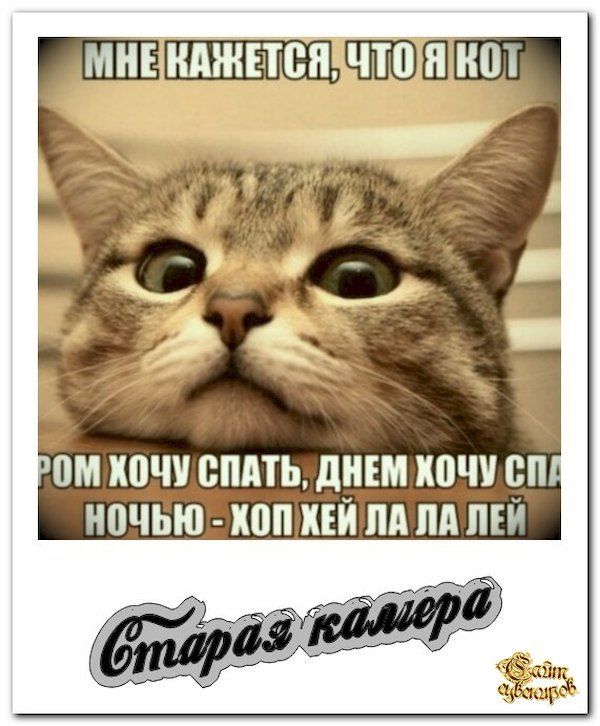 МНЕ КАЖЕТСЯ, ЧТО Я КОТ
РОМ ХОЧУ СПАТЬ, ДНЕМ ХОЧУ СПА
НОЧЬЮ - ХОП ХЕЙ ЛА ЛА ЛЕЙ
Старая камера
Сайт
сувениров